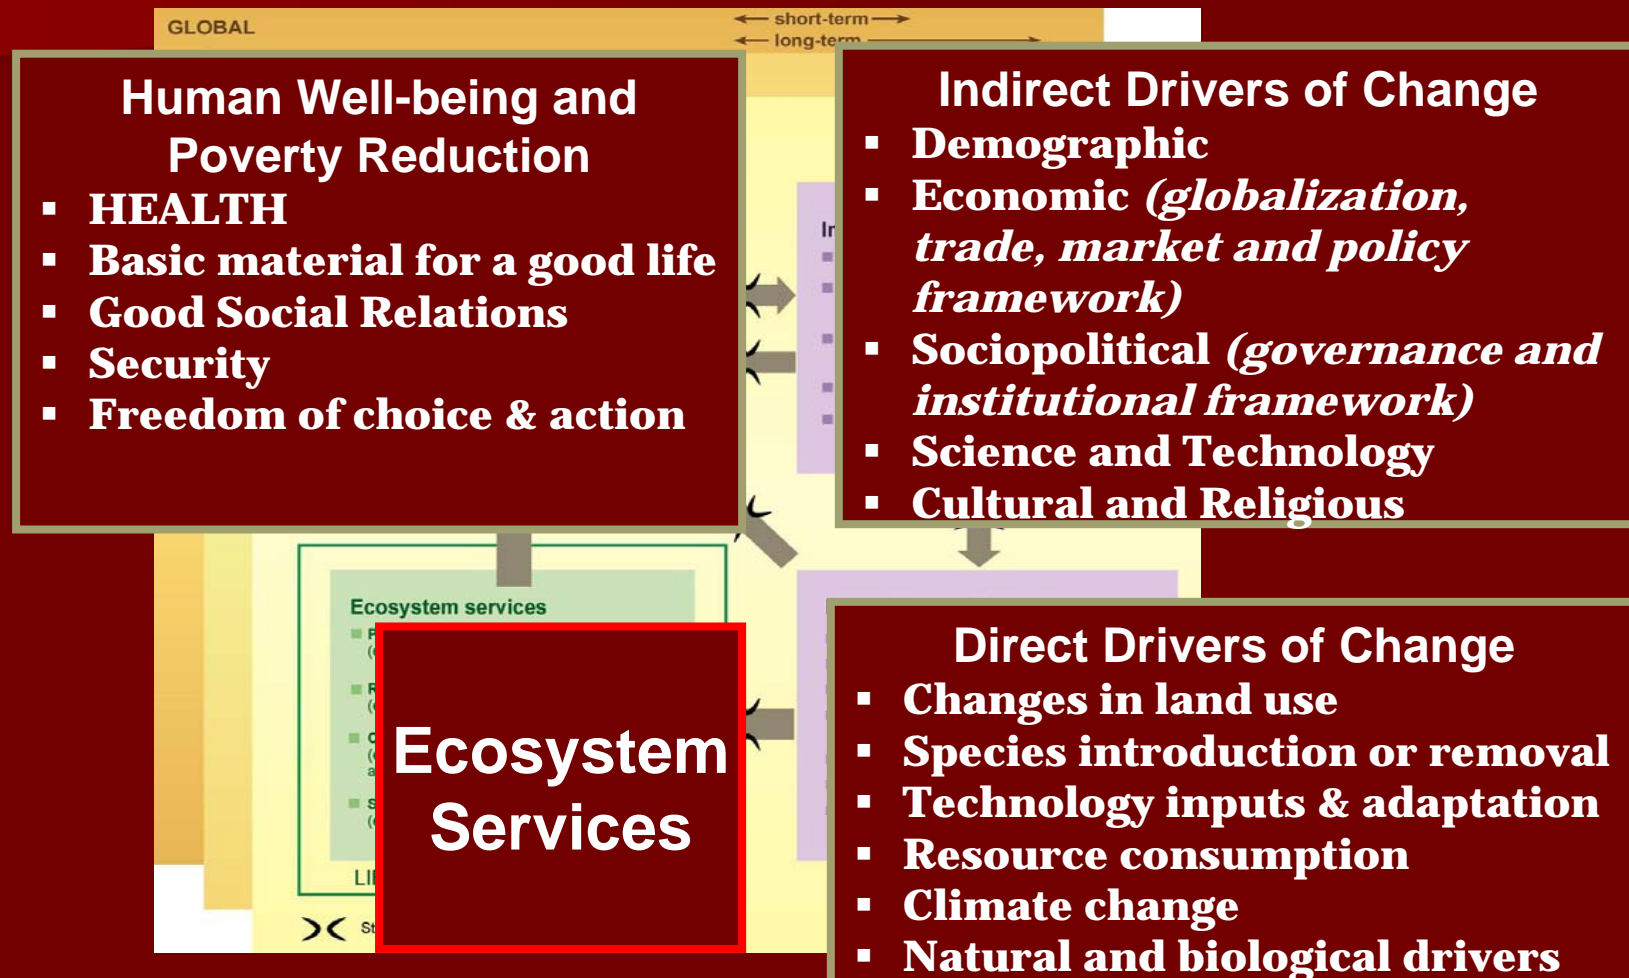 GLOBAL
short-term
long-term
Human Well-being and
Poverty Reduction
▪ HEALTH
▪ Basic material for a good life
▪ Good Social Relations
▪ Security
▪ Freedom of choice & action
Indirect Drivers of Change
▪ Demographic
▪ Economic (globalization,
trade, market and policy
framework)
▪ Sociopolitical (governance and
institutional framework)
▪ Science and Technology
▪ Cultural and Religious
Ecosystem services
Ecosystem
Services
Direct Drivers of Change
▪ Changes in land use
▪ Species introduction or removal
▪ Technology inputs & adaptation
▪ Resource consumption
▪ Climate change
▪ Natural and biological drivers